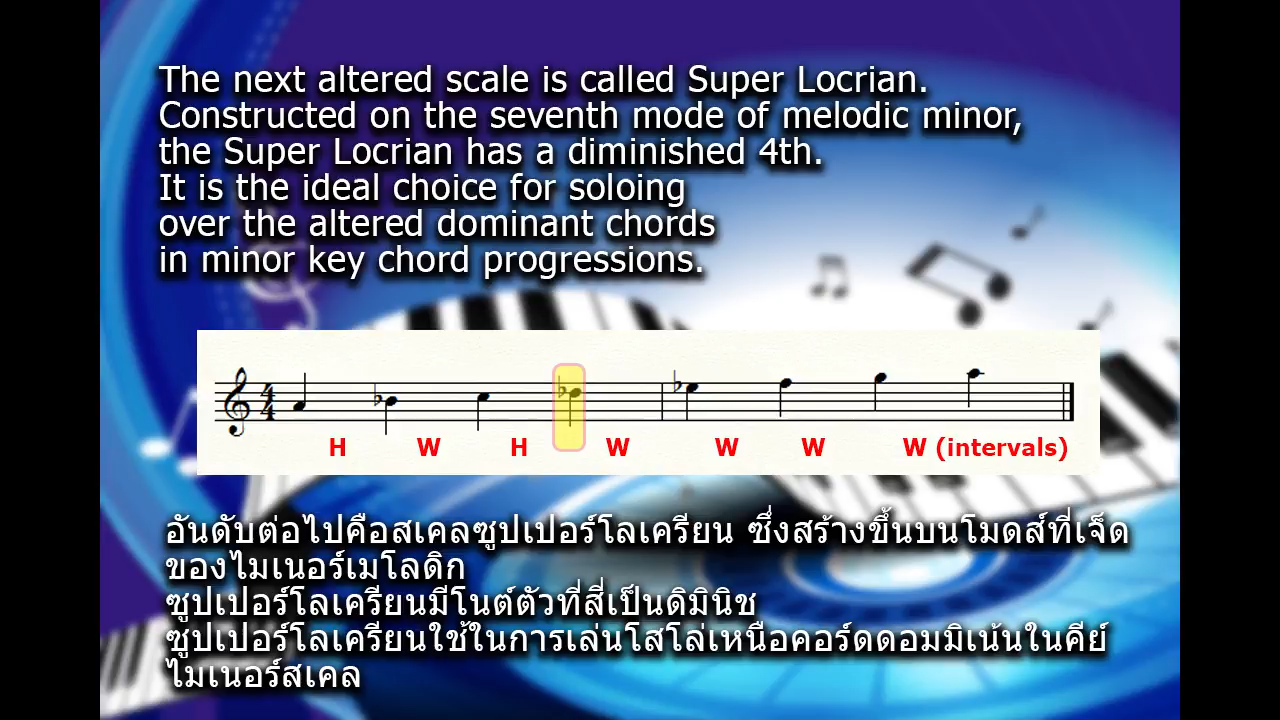 The next altered scale is called Super Locrian.
Constructed on the seventh mode of melodic minor,
the Super Locrian has a diminished 4th.
It is the ideal choice for soloing
over the altered dominant chords
in minor key chord progressions.
4
4
H W H W W W W (intervals)
อันดับต่อไปคือสเคลซูปเปอร์โลเครียน ซึ่งสร้างขึ้นบนโมดส์ที่เจ็ด
ของไมเนอร์เมโลดิก
ซูปเปอร์โลเครียนมีโนต์ตัวที่สี่เป็นดิมินิช
ซูปเปอร์โลเครียนใช้ในการเล่นโสโล่เหนือคอร์ดดอมมิเน้นในคีย์
ไมเนอร์สเคล